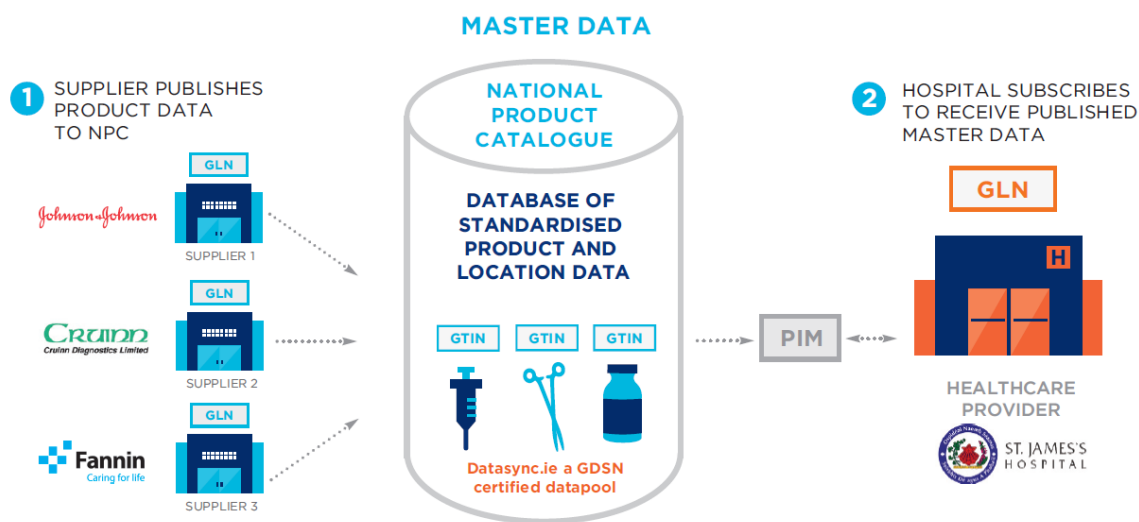 MASTER DATA
1
SUPPLIER PUBLISHES
PRODUCT DATA
TO NPC
GLN
Johnson & Johnson
SUPPLIER 1
GLN
CRUINN
Cruinn Diagnostics Limited
SUPPLIER 2
GLN
Fannin
Caring for life
SUPPLIER 3
NATIONAL
PRODUCT
CATALOGUE
DATABASE OF
STANDARDISED
PRODUCT AND
LOCATION DATA
GTIN GTIN GTIN
Datasync.ie a GDSN
certified datapool
PIM
2
HOSPITAL SUBSCRIBES
TO RECEIVE PUBLISHED
MASTER DATA
GLN
H
HEALTHCARE
PROVIDER
ST. JAMES'S
HOSPITAL